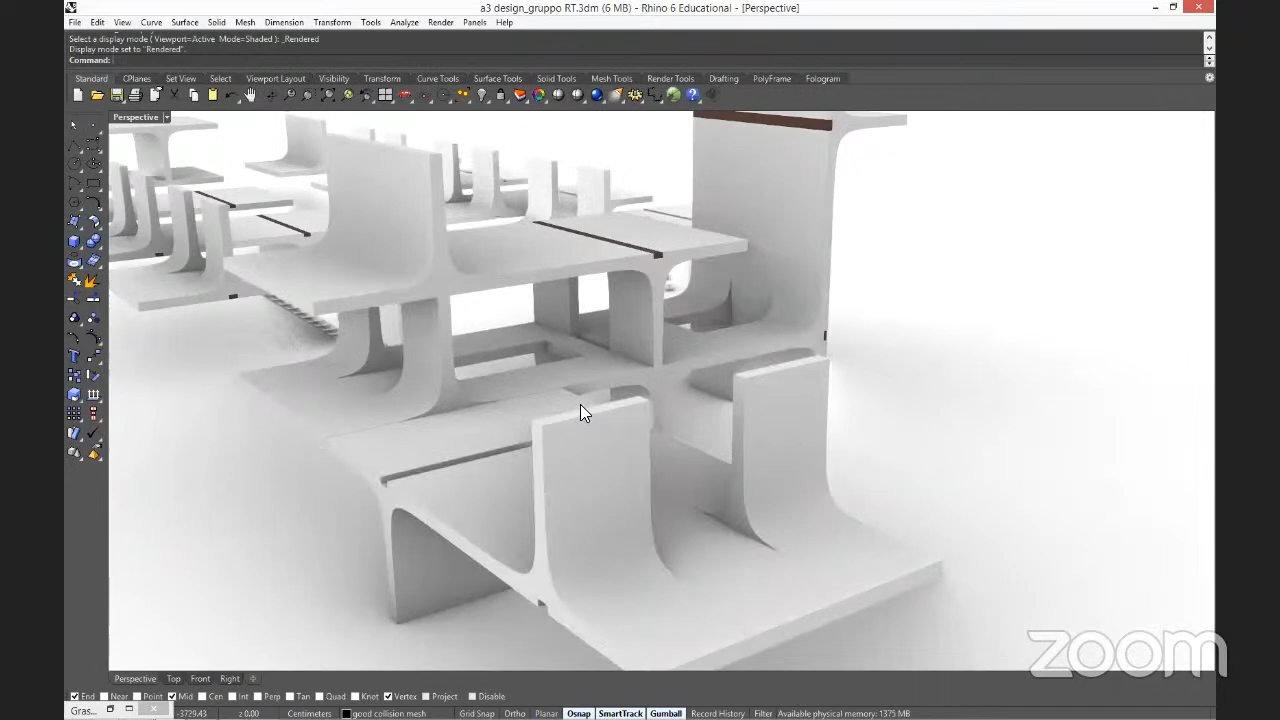 a3 design_gruppo RT.3dm (6 MB) - Rhino 6 Educational - [Perspective]
File Edit View Curve Surface Solid Mesh Dimension Transform Tools Analyze Render Panels Help
Select a display mode ( Viewport=Active Mode=Shaded ): _Rendered
Display mode set to "Rendered".
Command:
Standard CPlanes Set View Select Viewport Layout Visibility Transform Curve Tools Surface Tools Solid Tools Mesh Tools Render Tools Drafting PolyFrame Fologram
Perspective
zoom
Perspective Top Front Right
End Near Point Mid Cen Int Perp Tan Quad Knot Vertex Project Disable
Gras... -3729.43 z 0,00 Centimeters good collision mesh Grid Snap Ortho Planar Osnap SmartTrack Gumball Record History Filter Available physical memory: 1375 MB